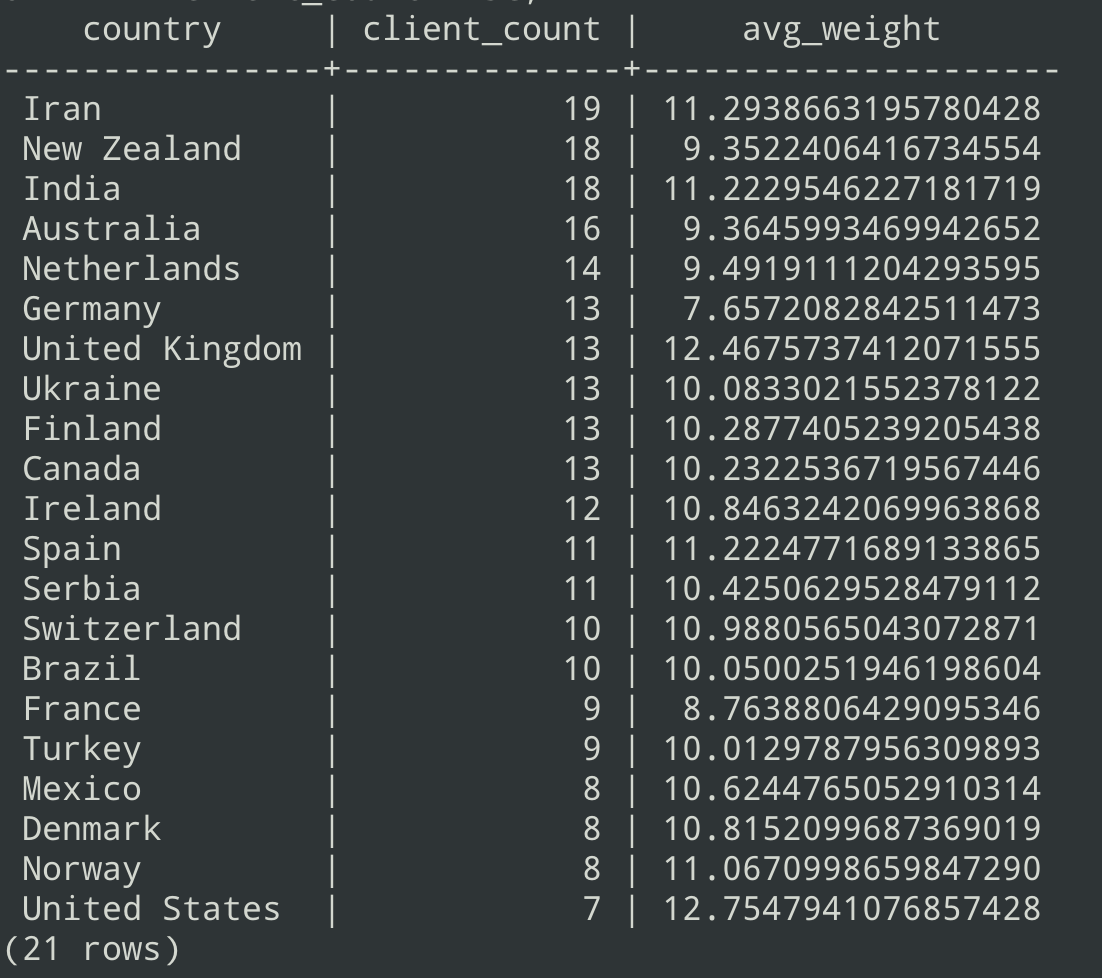 country | client_count | avg_weight
----------------+--------------+---------------------
Iran | 19 | 11.2938663195780428
New Zealand | 18 | 9.3522406416734554
India | 18 | 11.2229546227181719
Australia | 16 | 9.3645993469942652
Netherlands | 14 | 9.4919111204293595
Germany | 13 | 7.6572082842511473
United Kingdom | 13 | 12.4675737412071555
Ukraine | 13 | 10.0833021552378122
Finland | 13 | 10.2877405239205438
Canada | 13 | 10.2322536719567446
Ireland | 12 | 10.8463242069963868
Spain | 11 | 11.2224771689133865
Serbia | 11 | 10.4250629528479112
Switzerland | 10 | 10.9880565043072871
Brazil | 10 | 10.0500251946198604
France | 9 | 8.7638806429095346
Turkey | 9 | 10.0129787956309893
Mexico | 8 | 10.6244765052910314
Denmark | 8 | 10.8152099687369019
Norway | 8 | 11.0670998659847290
United States | 7 | 12.7547941076857428
(21 rows)